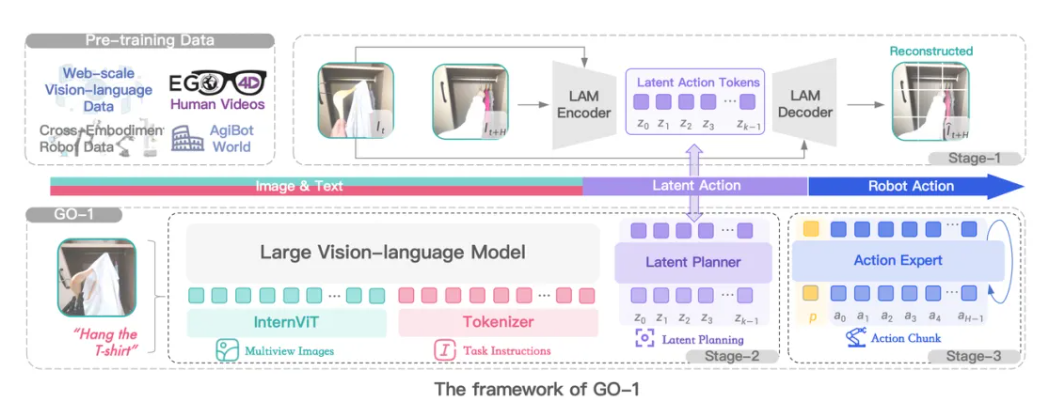 Pre-training Data
Web-scale
Vision-language
Data
EGO4D
Human Videos
Cross-Embodimen
Robot Data
AgiBot
World
I_t
I_{t+H}
LAM
Encoder
Latent Action Tokens
z_0 z_1 z_2 z_3 ... z_{k-1}
LAM
Decoder
Reconstructed
Î_{t+H}
Stage-1
Image & Text
Latent Action
Robot Action
GO-1
"Hang the
T-shirt"
Large Vision-language Model
...
...
InternViT
Tokenizer
Multiview Images
Task Instructions
...
Latent Planner
...
z_0 z_1 z_2 z_3 z_{k-1}
Latent Planning
Stage-2
...
Action Expert
...
p a_0 a_1 a_2 a_3 a_4 a_{H-1}
Action Chunk
Stage-3
The framework of GO-1